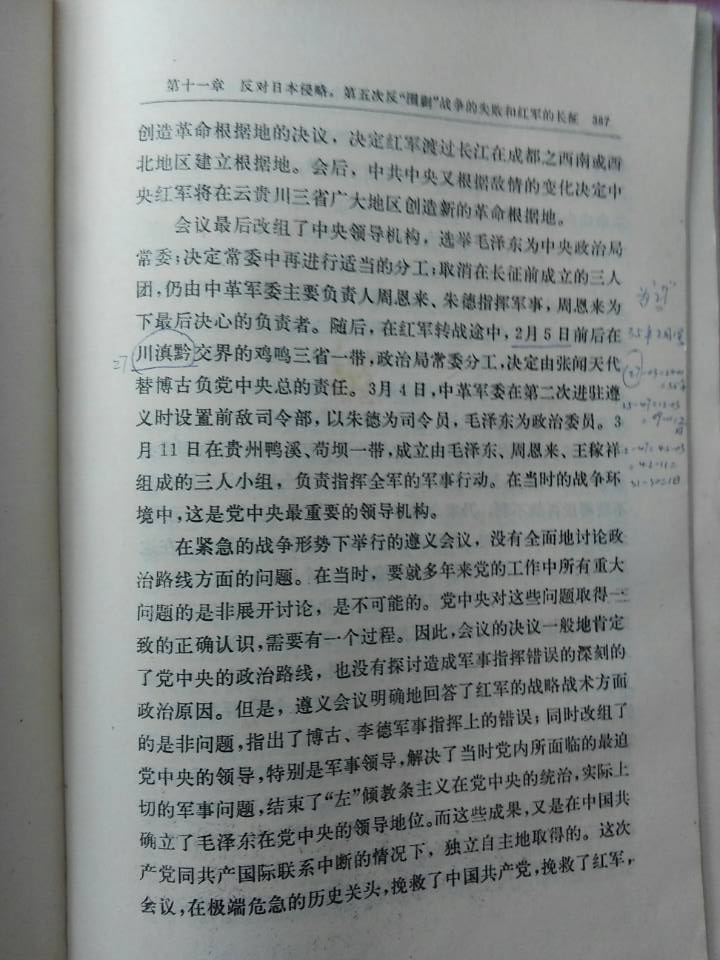 第十一章 反对日本侵略。第五次反“围剿”战争的失败和红军的长征 387
创造革命根据地的决议，决定红军渡过长江在成都之西南或西
北地区建立根据地。会后，中共中央又根据敌情的变化决定中
央红军将在云贵川三省广大地区创造新的革命根据地。
会议最后改组了中央领导机构，选举毛泽东为中央政治局
常委；决定常委中再进行适当的分工；取消在长征前成立的三人
团，仍由中革军委主要负责人周恩来、朱德指挥军事，周恩来为
下最后决心的负责者。随后，在红军转战途中，2月5日前后在
川滇黔交界的鸡鸣三省一带，政治局常委分工，决定由张闻天代
替博古负党中央总的责任。3月4日，中革军委在第二次进驻遵
义时设置前敌司令部，以朱德为司令员，毛泽东为政治委员。3
月11日在贵州鸭溪、苟坝一带，成立由毛泽东、周恩来、王稼祥
组成的三人小组，负责指挥全军的军事行动。在当时的战争环
境中，这是党中央最重要的领导机构。
在紧急的战争形势下举行的遵义会议，没有全面地讨论政
治路线方面的问题。在当时，要就多年来党的工作中所有重大
问题的是非展开讨论，是不可能的。党中央对这些问题取得一
致的正确认识，需要有一个过程。因此，会议的决议一般地肯定
了党中央的政治路线，也没有探讨造成军事指挥错误的深刻的
政治原因。但是，遵义会议明确地回答了红军的战略战术方面
的是非问题，指出了博古、李德军事指挥上的错误；同时改组了
党中央的领导，特别是军事领导，解决了当时党内所面临的最迫
切的军事问题，结束了“左”倾教条主义在党中央的统治，实际上
确立了毛泽东在党中央的领导地位。而这些成果，又是在中国共
产党同共产国际联系中断的情况下，独立自主地取得的。这次
会议，在极端危急的历史关头，挽救了中国共产党，挽救了红军，
27
为“27”